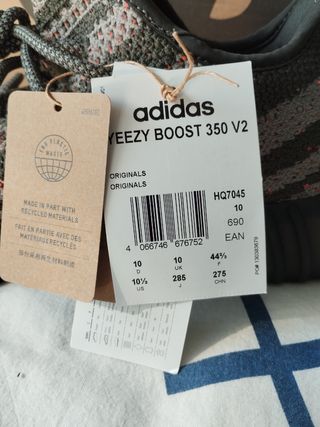 END PLASTIC
WASTE
MADE IN PART WITH
RECYCLED MATERIALS
FAIT EN PARTIE AVEC DES
MATÉRIAUX RECYCLÉS
adidas
YEEZY BOOST 350 V2
ORIGINALS
ORIGINALS
HQ7045
10
690
EAN
4 066746 676752
10 10 44⅔
D UK F
10½ 285 275
US J CHN